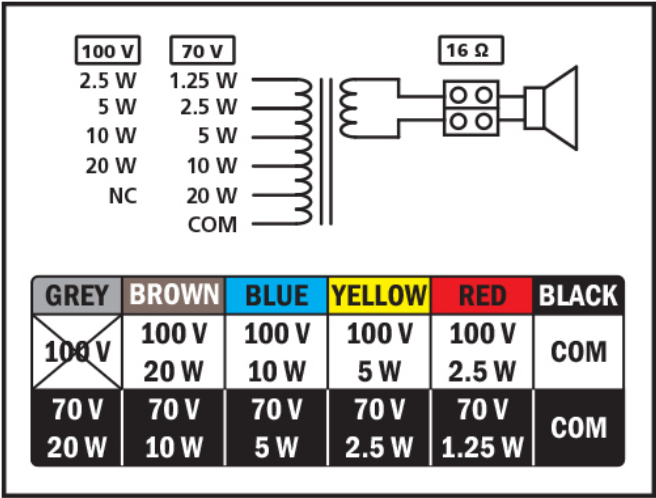 100 V 70 V 16 Ω
2.5 W 1.25 W
5 W 2.5 W
10 W 5 W
20 W 10 W
NC 20 W
COM
GREY BROWN BLUE YELLOW RED BLACK
100 V 100 V 100 V 100 V 100 V COM
20 W 10 W 5 W 2.5 W
70 V 70 V 70 V 70 V 70 V COM
20 W 10 W 5 W 2.5 W 1.25 W